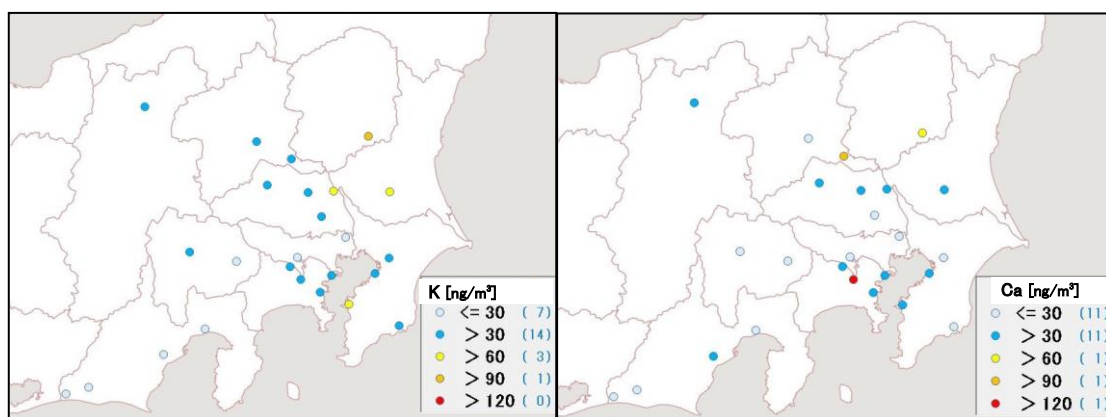 K [ng/m³]
<= 30 ( 7)
> 30 (14)
> 60 ( 3)
> 90 ( 1)
> 120 ( 0)
Ca [ng/m³]
<= 30 (11)
> 30 (11)
> 60 ( 1)
> 90 ( 1)
> 120 ( 1)